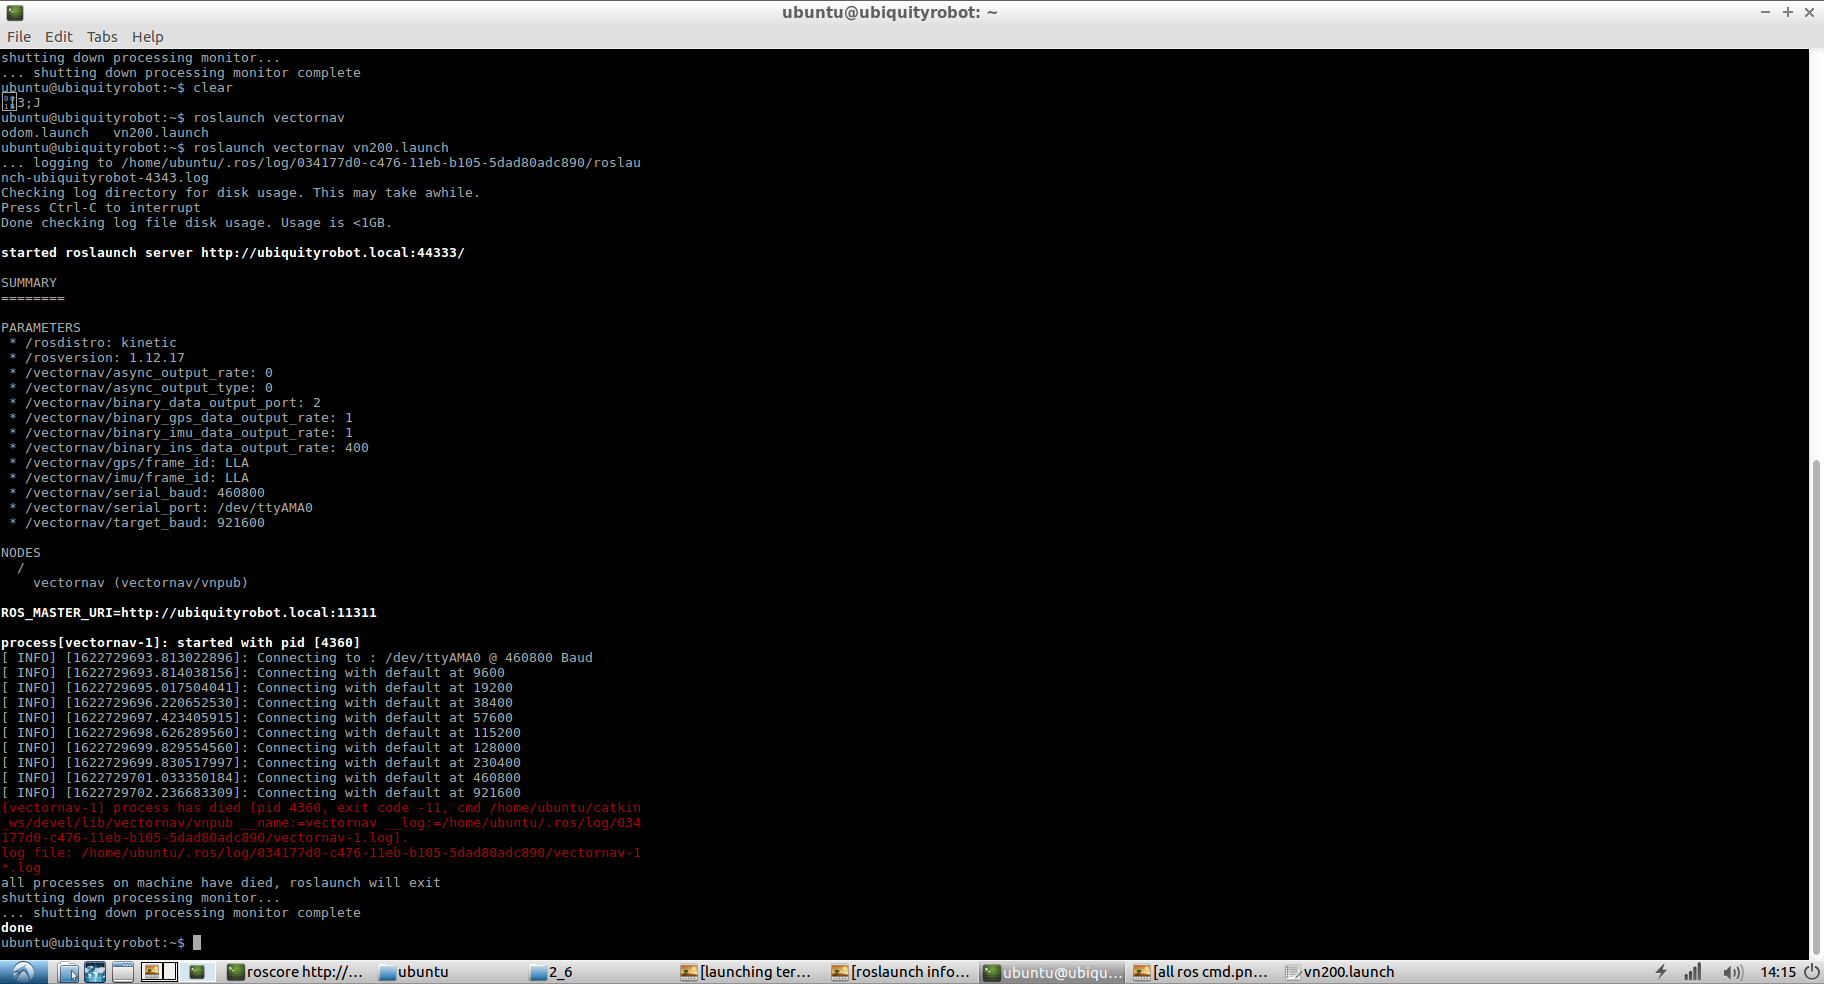 ubuntu@ubiquityrobot: ~
File Edit Tabs Help
shutting down processing monitor...
... shutting down processing monitor complete
ubuntu@ubiquityrobot:~$ clear
3;J
ubuntu@ubiquityrobot:~$ roslaunch vectornav
odom.launch   vn200.launch
ubuntu@ubiquityrobot:~$ roslaunch vectornav vn200.launch
... logging to /home/ubuntu/.ros/log/034177d0-c476-11eb-b105-5dad80adc890/roslau
nch-ubiquityrobot-4343.log
Checking log directory for disk usage. This may take awhile.
Press Ctrl-C to interrupt
Done checking log file disk usage. Usage is <1GB.
started roslaunch server http://ubiquityrobot.local:44333/
SUMMARY
========
PARAMETERS
 * /rosdistro: kinetic
 * /rosversion: 1.12.17
 * /vectornav/async_output_rate: 0
 * /vectornav/async_output_type: 0
 * /vectornav/binary_data_output_port: 2
 * /vectornav/binary_gps_data_output_rate: 1
 * /vectornav/binary_imu_data_output_rate: 1
 * /vectornav/binary_ins_data_output_rate: 400
 * /vectornav/gps/frame_id: LLA
 * /vectornav/imu/frame_id: LLA
 * /vectornav/serial_baud: 460800
 * /vectornav/serial_port: /dev/ttyAMA0
 * /vectornav/target_baud: 921600
NODES
  /
    vectornav (vectornav/vnpub)
ROS_MASTER_URI=http://ubiquityrobot.local:11311
process[vectornav-1]: started with pid [4360]
[ INFO] [1622729693.813022896]: Connecting to : /dev/ttyAMA0 @ 460800 Baud
[ INFO] [1622729693.814038156]: Connecting with default at 9600
[ INFO] [1622729695.017504041]: Connecting with default at 19200
[ INFO] [1622729696.220652530]: Connecting with default at 38400
[ INFO] [1622729697.423405915]: Connecting with default at 57600
[ INFO] [1622729698.626289560]: Connecting with default at 115200
[ INFO] [1622729699.829554560]: Connecting with default at 128000
[ INFO] [1622729699.830517997]: Connecting with default at 230400
[ INFO] [1622729701.033350184]: Connecting with default at 460800
[ INFO] [1622729702.236683309]: Connecting with default at 921600
[vectornav-1] process has died [pid 4360, exit code -11, cmd /home/ubuntu/catkin
_ws/devel/lib/vectornav/vnpub __name:=vectornav __log:=/home/ubuntu/.ros/log/034
177d0-c476-11eb-b105-5dad80adc890/vectornav-1.log].
log file: /home/ubuntu/.ros/log/034177d0-c476-11eb-b105-5dad80adc890/vectornav-1
*.log
all processes on machine have died, roslaunch will exit
shutting down processing monitor...
... shutting down processing monitor complete
done
ubuntu@ubiquityrobot:~$
roscore http://... ubuntu 2_6 [launching ter... [roslaunch info... ubuntu@ubiqu... [all ros cmd.pn... vn200.launch 14:15